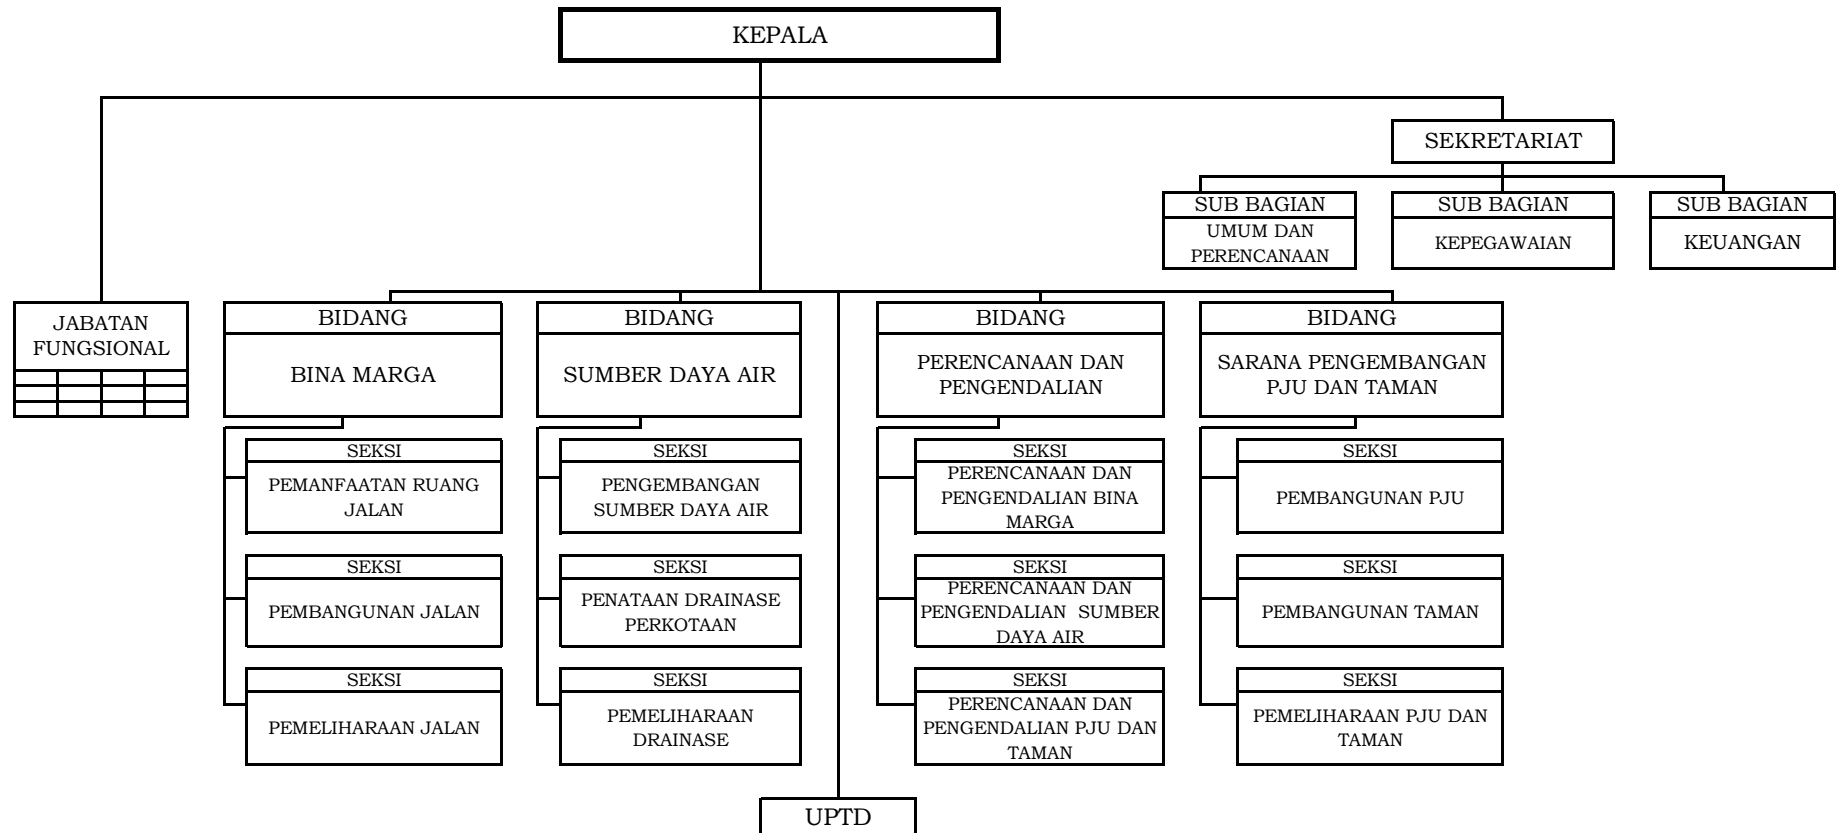 KEPALA
SEKRETARIAT
SUB BAGIAN
UMUM DAN
PERENCANAAN
SUB BAGIAN
KEPEGAWAIAN
SUB BAGIAN
KEUANGAN
JABATAN
FUNGSIONAL
BIDANG
BINA MARGA
SEKSI
PEMANFAATAN RUANG
JALAN
SEKSI
PEMBANGUNAN JALAN
SEKSI
PEMELIHARAAN JALAN
BIDANG
SUMBER DAYA AIR
SEKSI
PENGEMBANGAN
SUMBER DAYA AIR
SEKSI
PENATAAN DRAINASE
PERKOTAAN
SEKSI
PEMELIHARAAN
DRAINASE
BIDANG
PERENCANAAN DAN
PENGENDALIAN
SEKSI
PERENCANAAN DAN
PENGENDALIAN BINA
MARGA
SEKSI
PERENCANAAN DAN
PENGENDALIAN SUMBER
DAYA AIR
SEKSI
PERENCANAAN DAN
PENGENDALIAN PJU DAN
TAMAN
BIDANG
SARANA PENGEMBANGAN
PJU DAN TAMAN
SEKSI
PEMBANGUNAN PJU
SEKSI
PEMBANGUNAN TAMAN
SEKSI
PEMELIHARAAN PJU DAN
TAMAN
UPTD